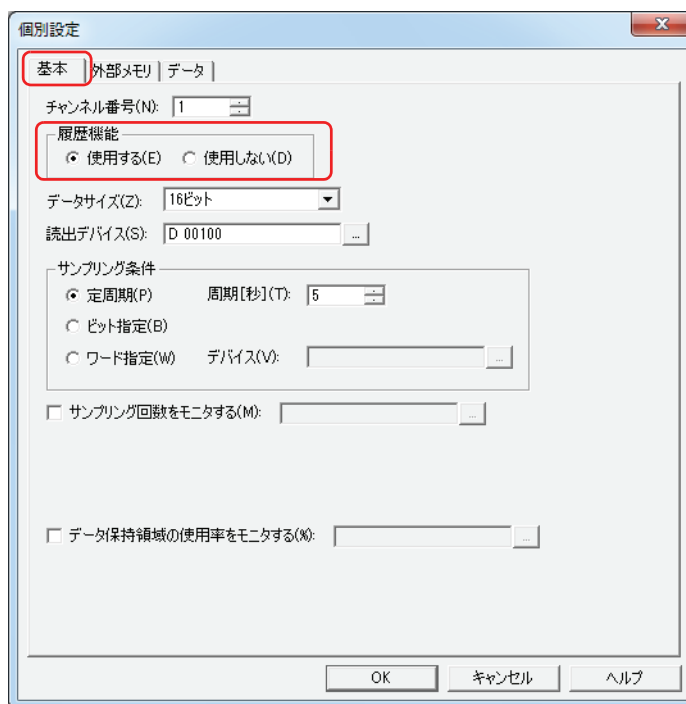 個別設定
基本 外部メモリ データ
チャンネル番号(N): 1
履歴機能
使用する(E) 使用しない(D)
データサイズ(Z): 16ビット
読出デバイス(S): D 00100 ...
サンプリング条件
定周期(P) 周期[秒](T): 5
ビット指定(B)
ワード指定(W) デバイス(V): ...
サンプリング回数をモニタする(M): ...
データ保持領域の使用率をモニタする(%): ...
OK キャンセル ヘルプ